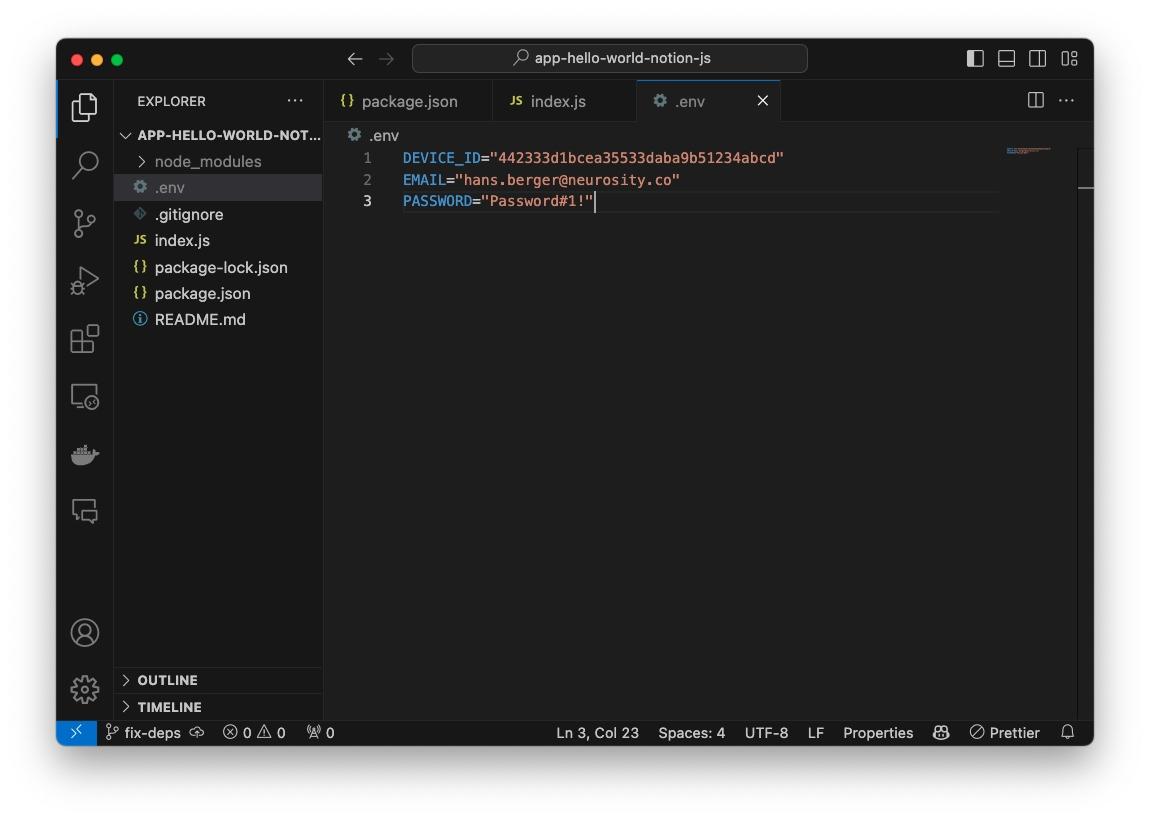 app-hello-world-notion-js
EXPLORER
{} package.json
JS index.js
.env
APP-HELLO-WORLD-NOT...
node_modules
.env
.gitignore
JS index.js
{} package-lock.json
{} package.json
README.md
OUTLINE
TIMELINE
.env
1 DEVICE_ID="442333d1bcea35533daba9b51234abcd"
2 EMAIL="hans.berger@neurosity.co"
3 PASSWORD="Password#1!"
fix-deps 0 0 0 Ln 3, Col 23 Spaces: 4 UTF-8 LF Properties Prettier